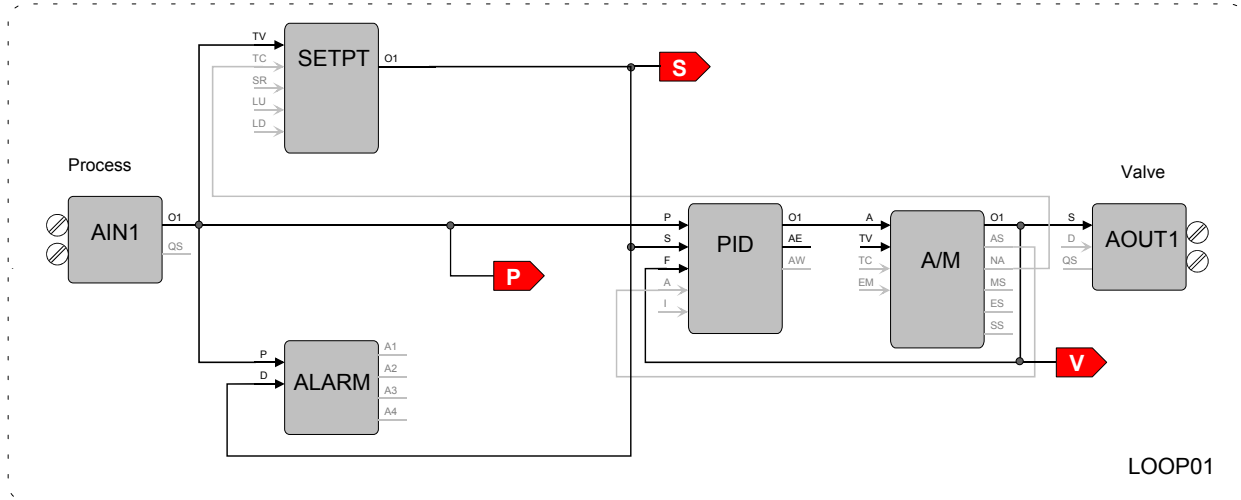 TV
TC
SR
LU
LD
SETPT
O1
S
Process
AIN1
O1
QS
P
P
S
F
A
I
PID
O1
AE
AW
A
TV
TC
EM
A/M
O1
AS
NA
MS
ES
SS
Valve
S
D
QS
AOUT1
P
D
ALARM
A1
A2
A3
A4
V
LOOP01